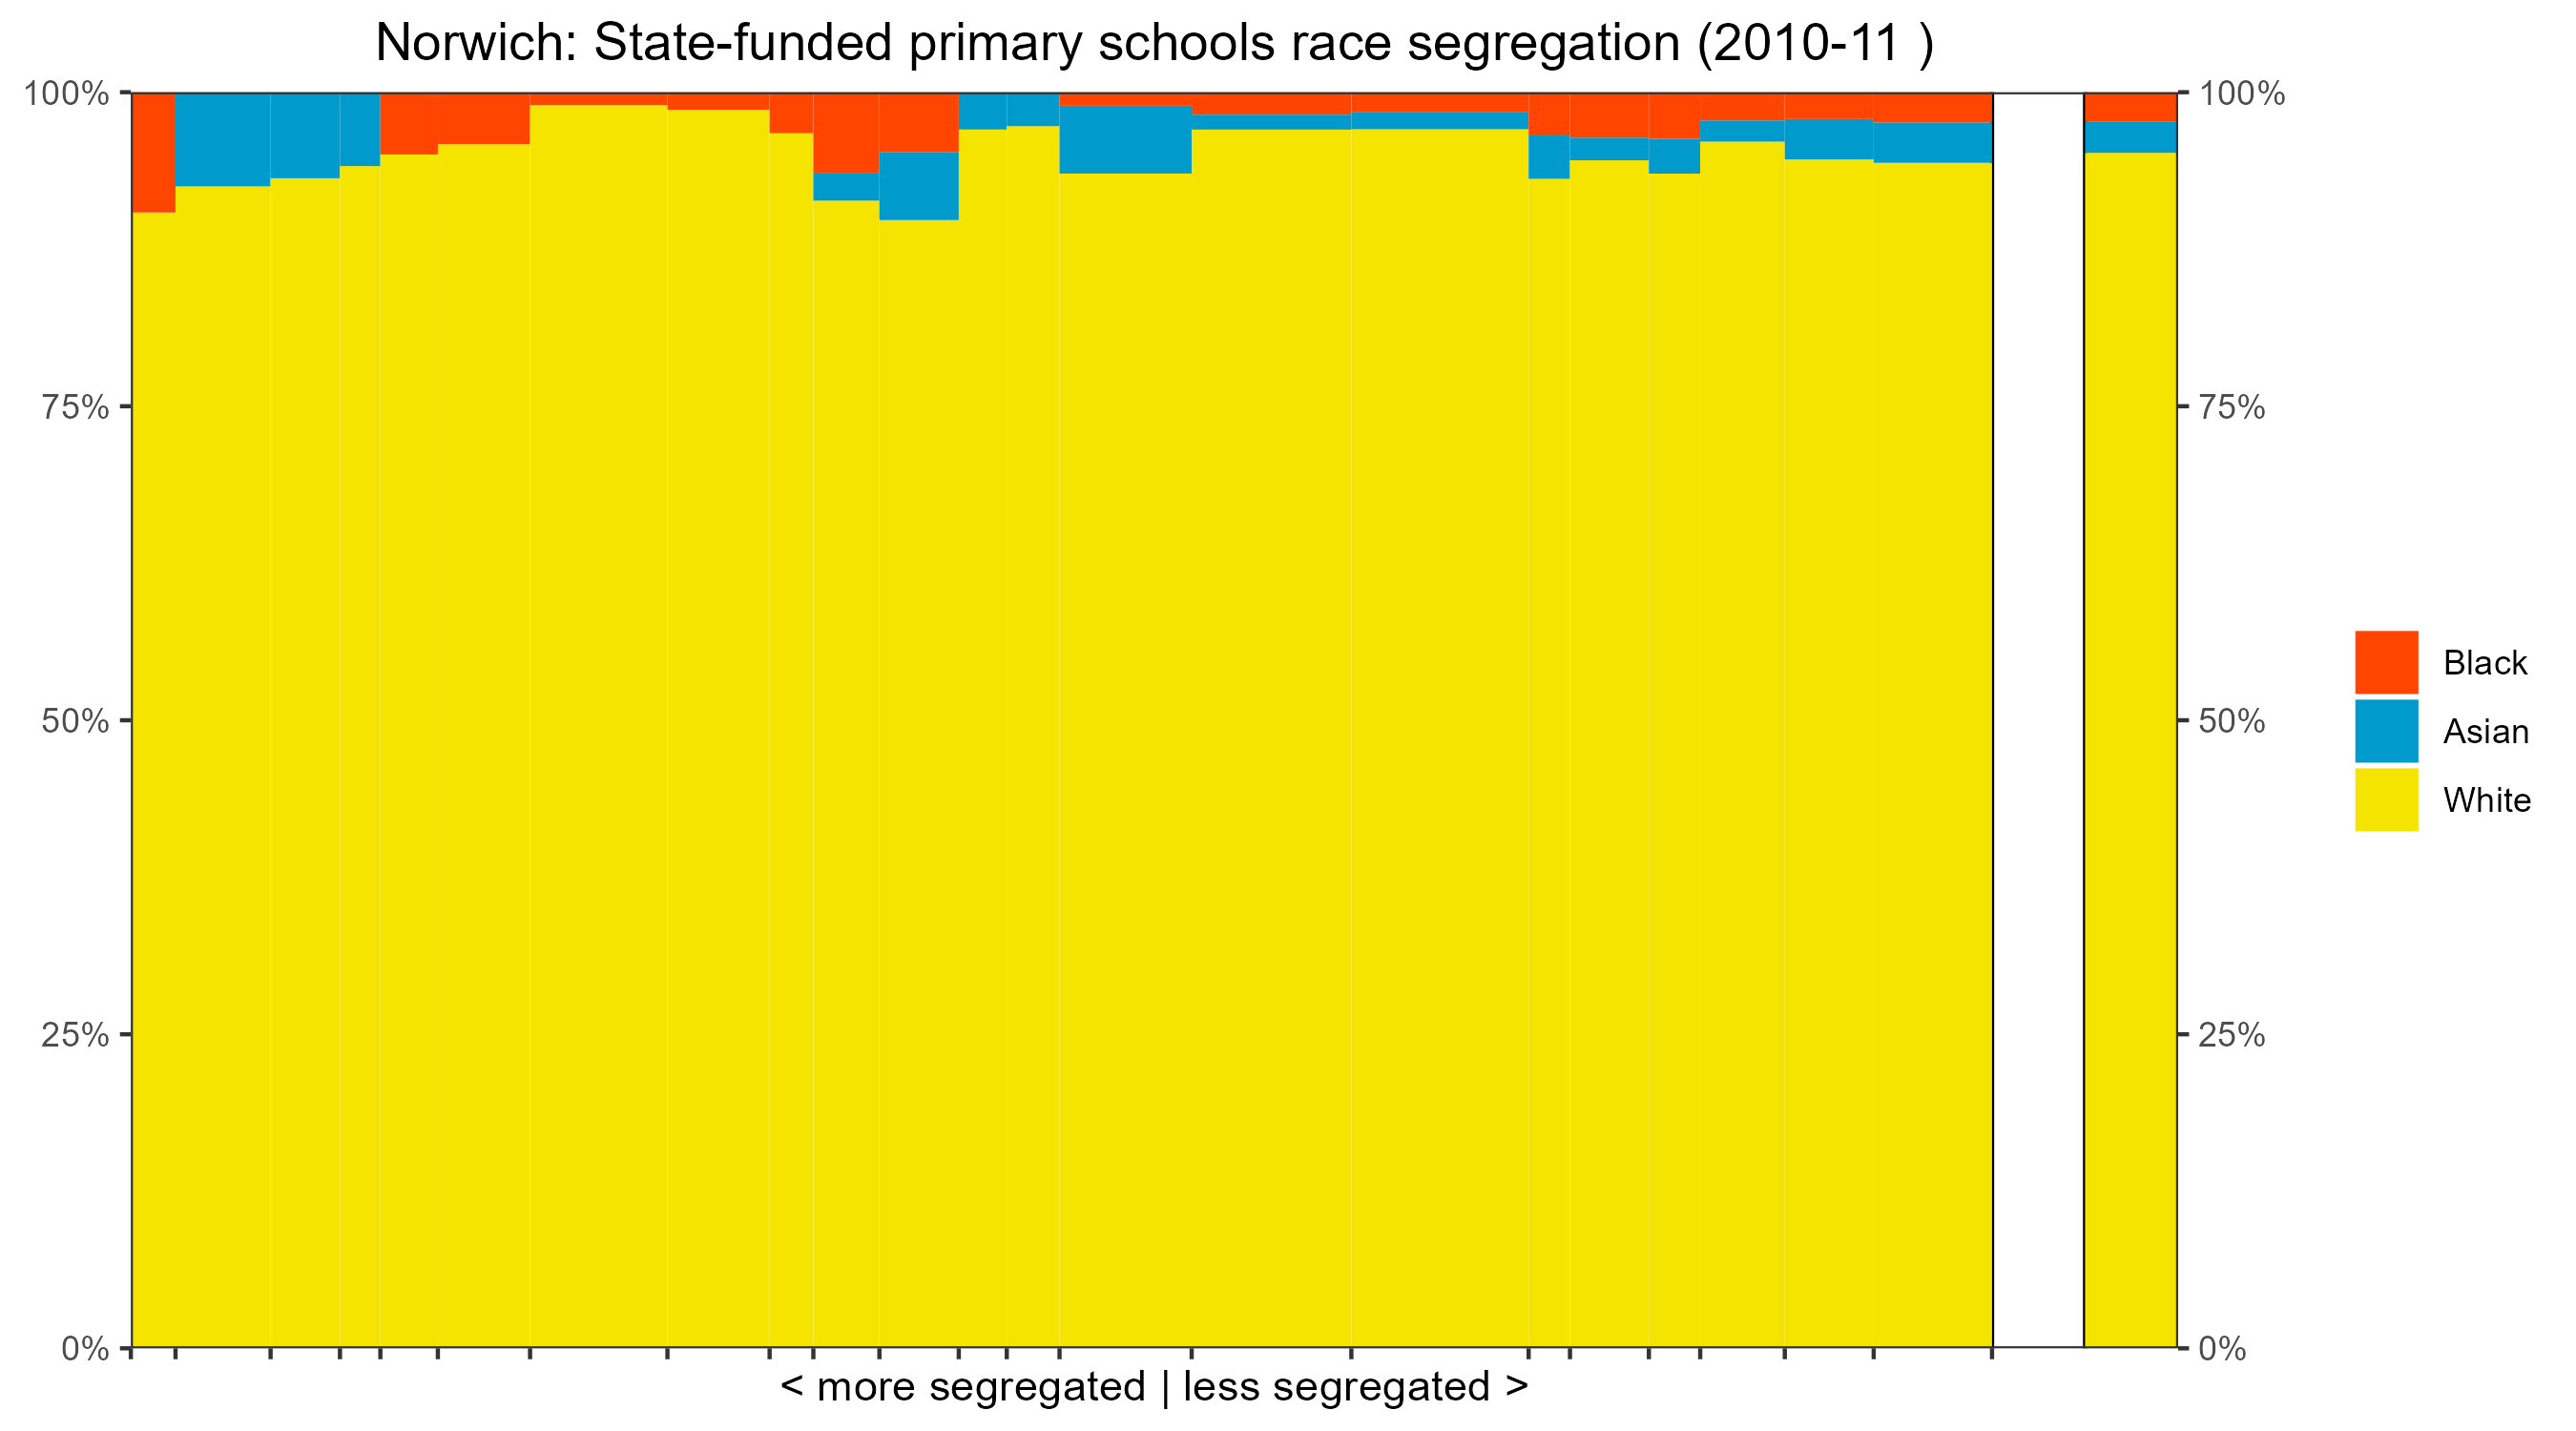 Norwich: State-funded primary schools race segregation (2010-11 )
100%
75%
50%
25%
0%
100%
75%
50%
25%
0%
Black
Asian
White
< more segregated | less segregated >